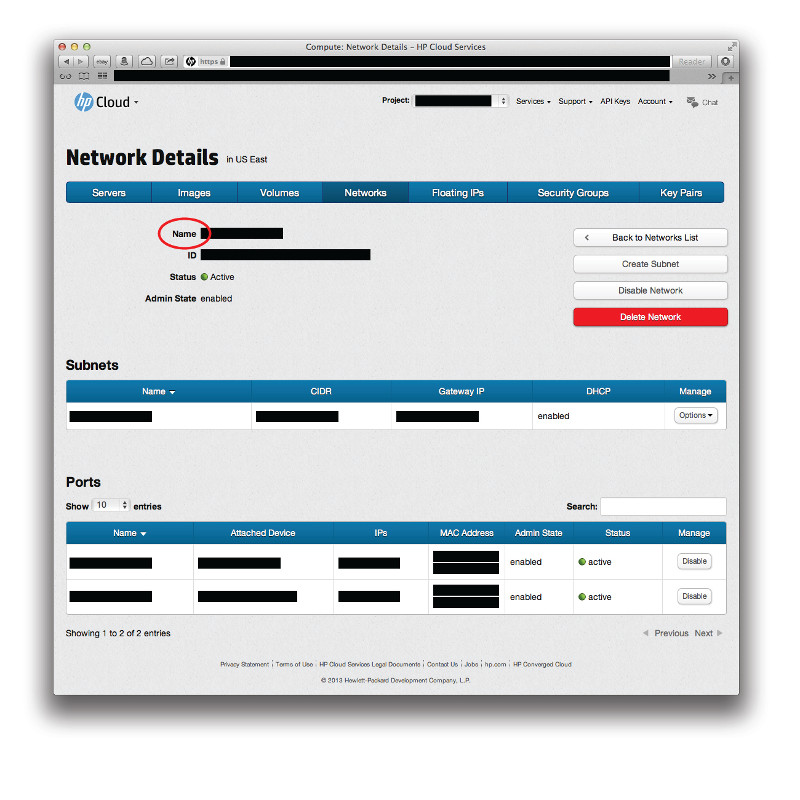 Compute: Network Details – HP Cloud Services
ebay https Reader
hp Cloud Project: Services Support API Keys Account Chat
Network Details in US East
Servers Images Volumes Networks Floating IPs Security Groups Key Pairs
Name
Back to Networks List
ID
Create Subnet
Status Active
Disable Network
Admin State enabled
Delete Network
Subnets
Name CIDR Gateway IP DHCP Manage
enabled Options
Ports
Show 10 entries Search:
Name Attached Device IPs MAC Address Admin State Status Manage
enabled active Disable
enabled active Disable
Showing 1 to 2 of 2 entries Previous Next
Privacy Statement | Terms of Use | HP Cloud Services Legal Documents | Contact Us | Jobs | hp.com | HP Converged Cloud
© 2013 Hewlett-Packard Development Company, L.P.